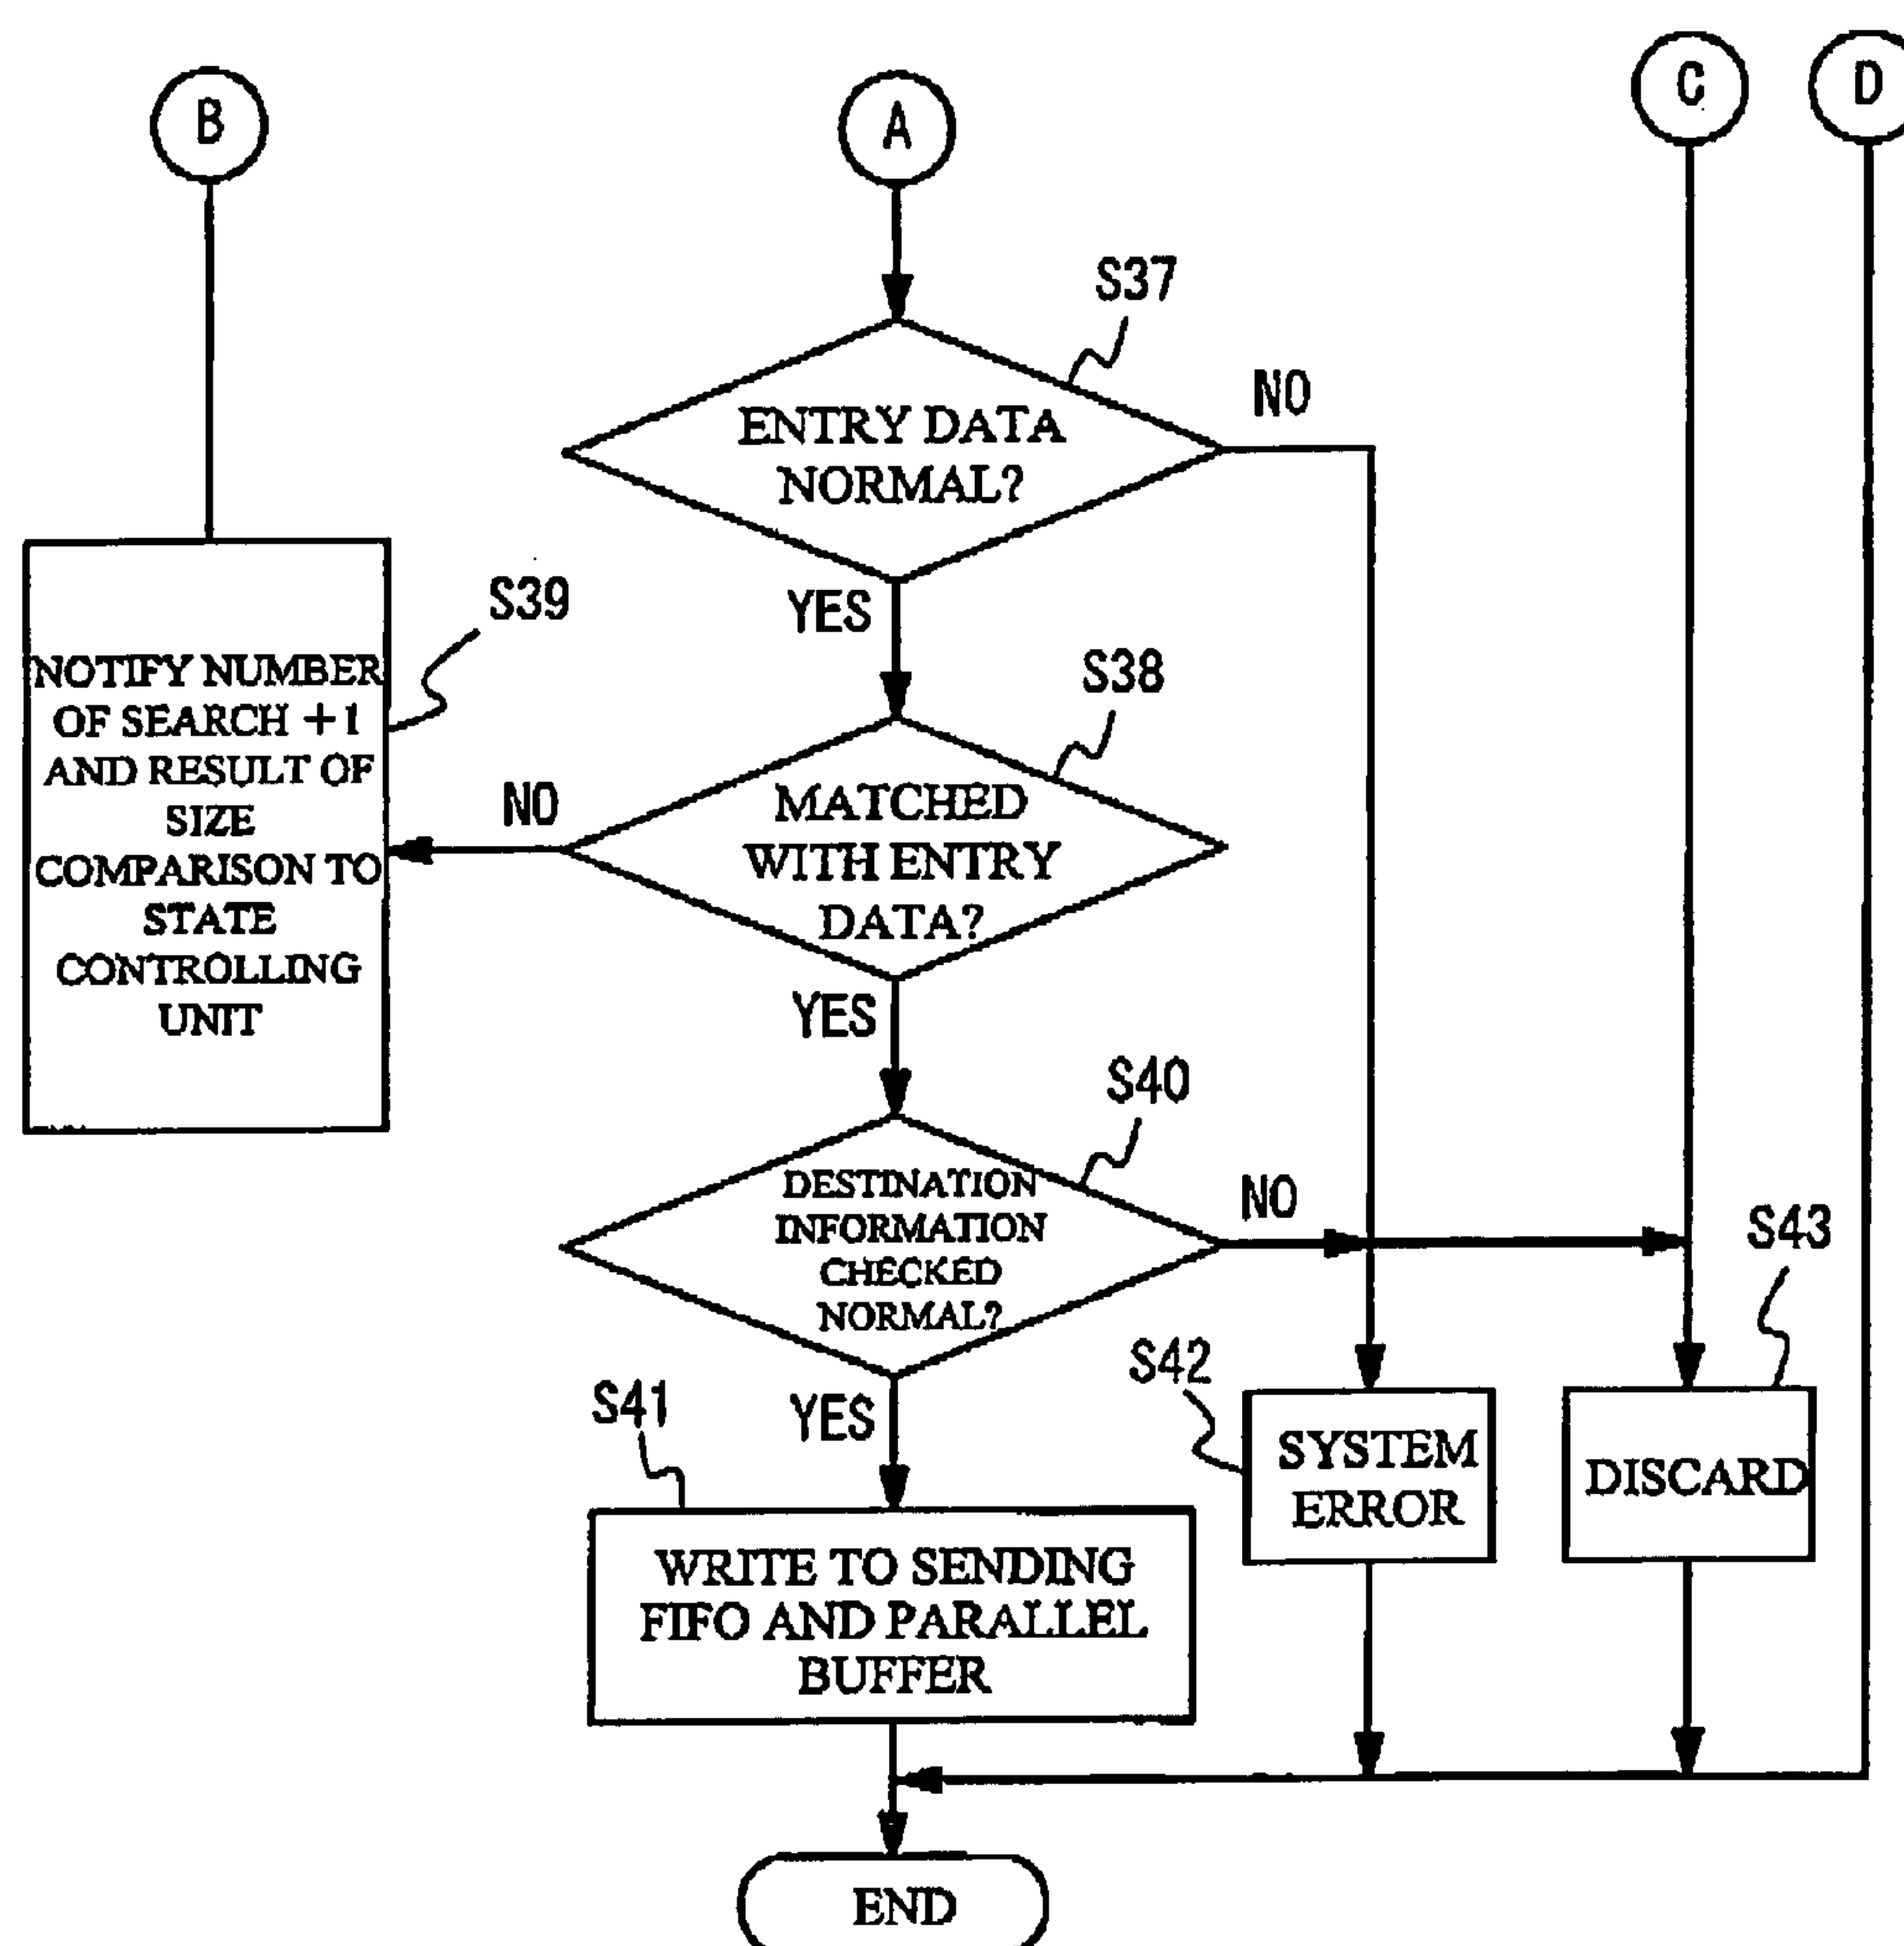 B
A
C
D
S37
NO
ENTRY DATA
NORMAL?
YES
S39
NOTIFY NUMBER
OF SEARCH +1
AND RESULT OF
SIZE
COMPARISON TO
STATE
CONTROLLING
UNIT
S38
NO
MATCHED
WITH ENTRY
DATA?
YES
S40
NO
DESTINATION
INFORMATION
CHECKED
NORMAL?
S43
S42
YES
S41
SYSTEM
ERROR
DISCARD
WRITE TO SENDING
FIFO AND PARALLEL
BUFFER
END